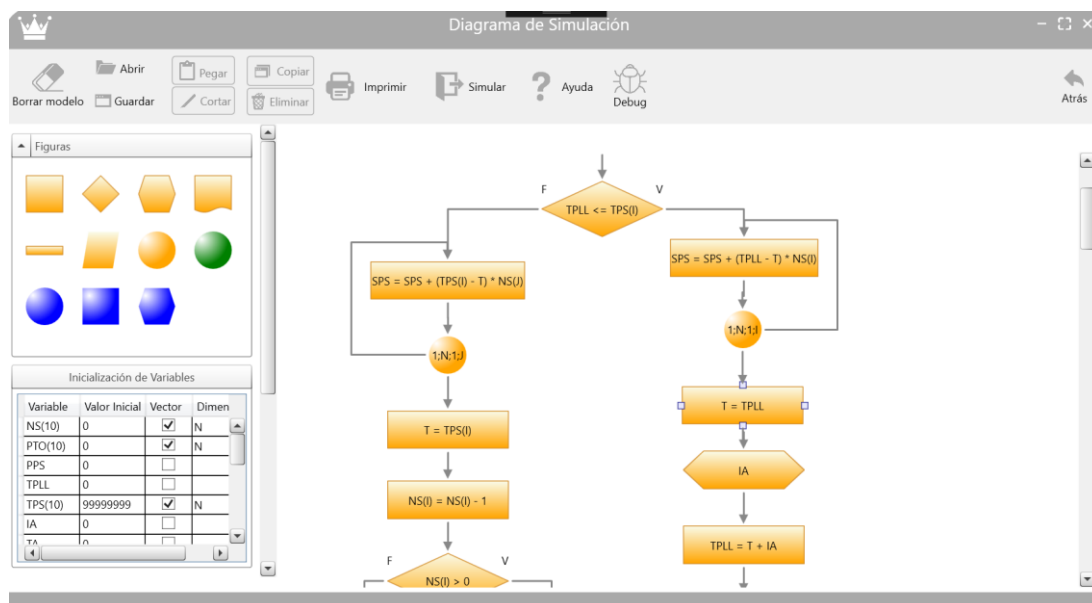 Diagrama de Simulación
Borrar modelo
Abrir
Guardar
Pegar
Cortar
Copiar
Eliminar
Imprimir
Simular
Ayuda
Debug
Atrás
Figuras
Inicialización de Variables
Variable Valor Inicial Vector Dimen
NS(10) 0 N
PTO(10) 0 N
PPS 0
TPLL 0
TPS(10) 99999999 N
IA 0
TA 0
F V
TPLL <= TPS(I)
SPS = SPS + (TPS(I) - T) * NS(J)
1;N;1;J
T = TPS(I)
NS(I) = NS(I) - 1
F V
NS(I) > 0
SPS = SPS + (TPLL - T) * NS(I)
1;N;1;I
T = TPLL
IA
TPLL = T + IA